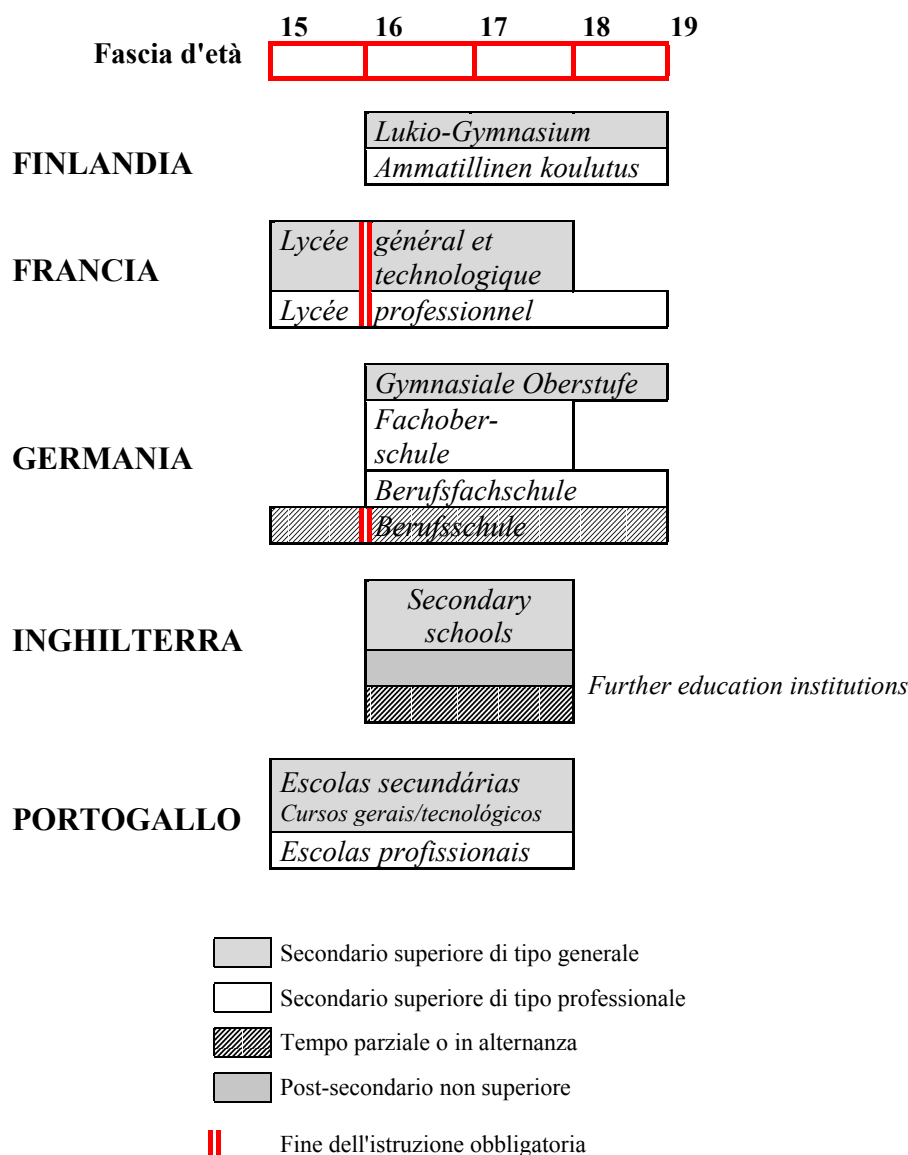 15 16 17 18 19
Fascia d'età
FINLANDIA
Lukio-Gymnasium
Ammatillinen koulutus
FRANCIA
Lycée général et
technologique
Lycée professionnel
GERMANIA
Gymnasiale Oberstufe
Fachober-
schule
Berufsfachschule
Berufsschule
INGHILTERRA
Secondary
schools
Further education institutions
PORTOGALLO
Escolas secundárias
Cursos gerais/tecnológicos
Escolas profissionais
Secondario superiore di tipo generale
Secondario superiore di tipo professionale
Tempo parziale o in alternanza
Post-secondario non superiore
Fine dell'istruzione obbligatoria